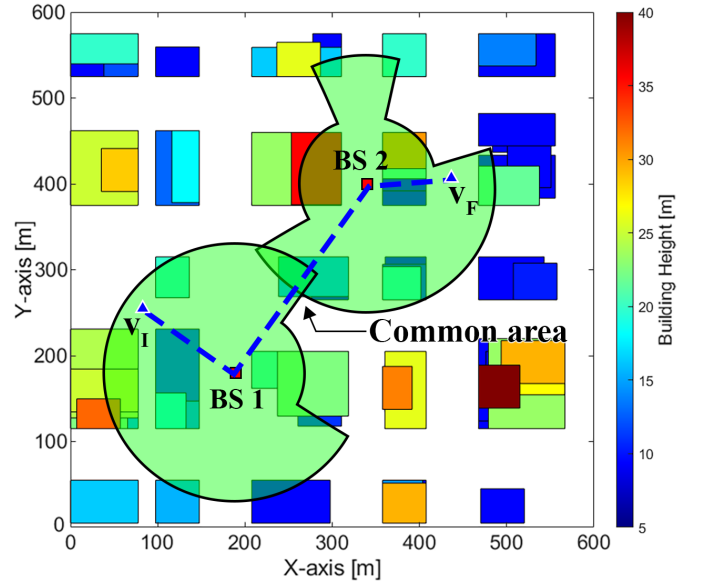 600
500
400
300
200
100
0
0
100
200
300
400
500
600
X-axis [m]
Y-axis [m]
BS 2
v_F
v_I
BS 1
Common area
40
35
30
25
20
15
10
5
Building Height [m]